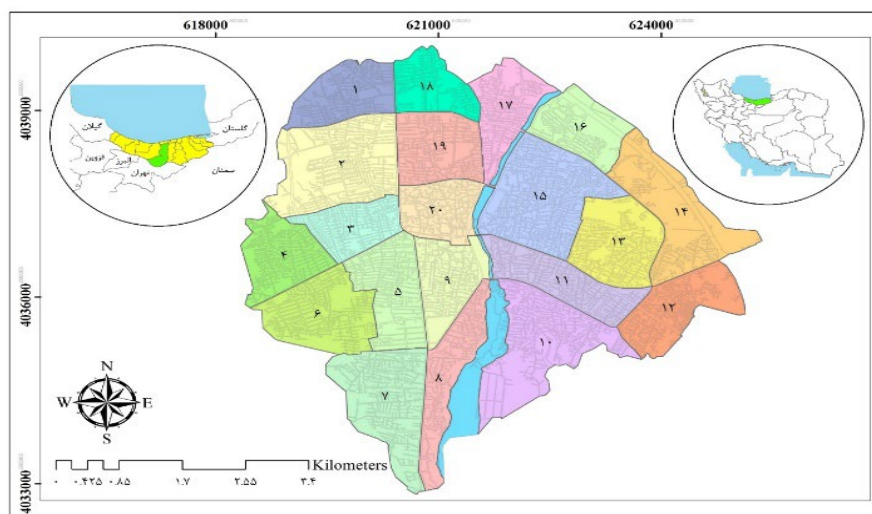 618000 621000 624000
4039000
4036000
4033000
گیلان
گلستان
قزوین
البرز
تهران
سمنان
۱
۱۸
۱۷
۱۶
۲
۱۹
۱۵
۱۴
۲۰
۳
۱۳
۴
۹
۱۱
۵
۶
۱۲
۱۰
۸
۷
N
W E
S
Kilometers
۰ ۰.۴۲۵ ۰.۸۵ ۱.۷ ۲.۵۵ ۳.۴